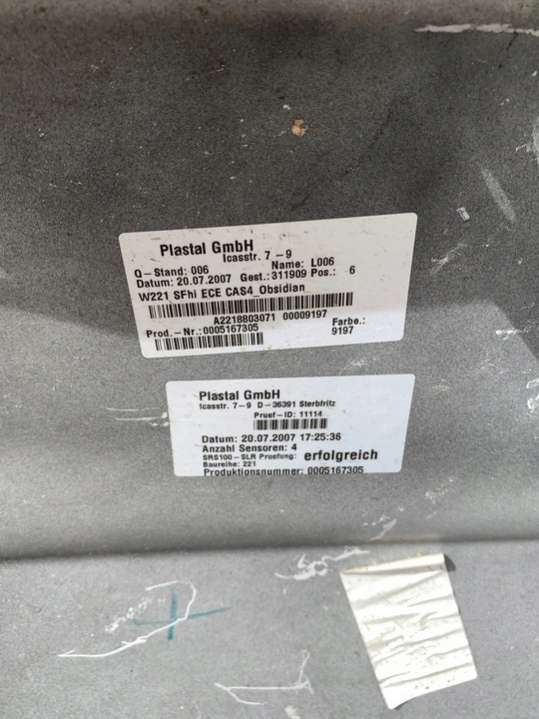 Plastal GmbH
Icasstr. 7-9
Q-Stand: 006 Name: L006
Datum: 20.07.2007 Gest.: 311909 Pos.: 6
W221 SFhi ECE CAS4_Obsidian
A2218803071 00009197
Prod.-Nr.:0005167305 Farbe.:
9197
Plastal GmbH
Icasstr. 7-9 D-36391 Sterbfritz
Pruef-ID: 11114
Datum: 20.07.2007 17:25:36
Anzahl Sensoren: 4
SRS100-SLR Pruefung: erfolgreich
Baureihe: 221
Produktionsnummer: 0005167305